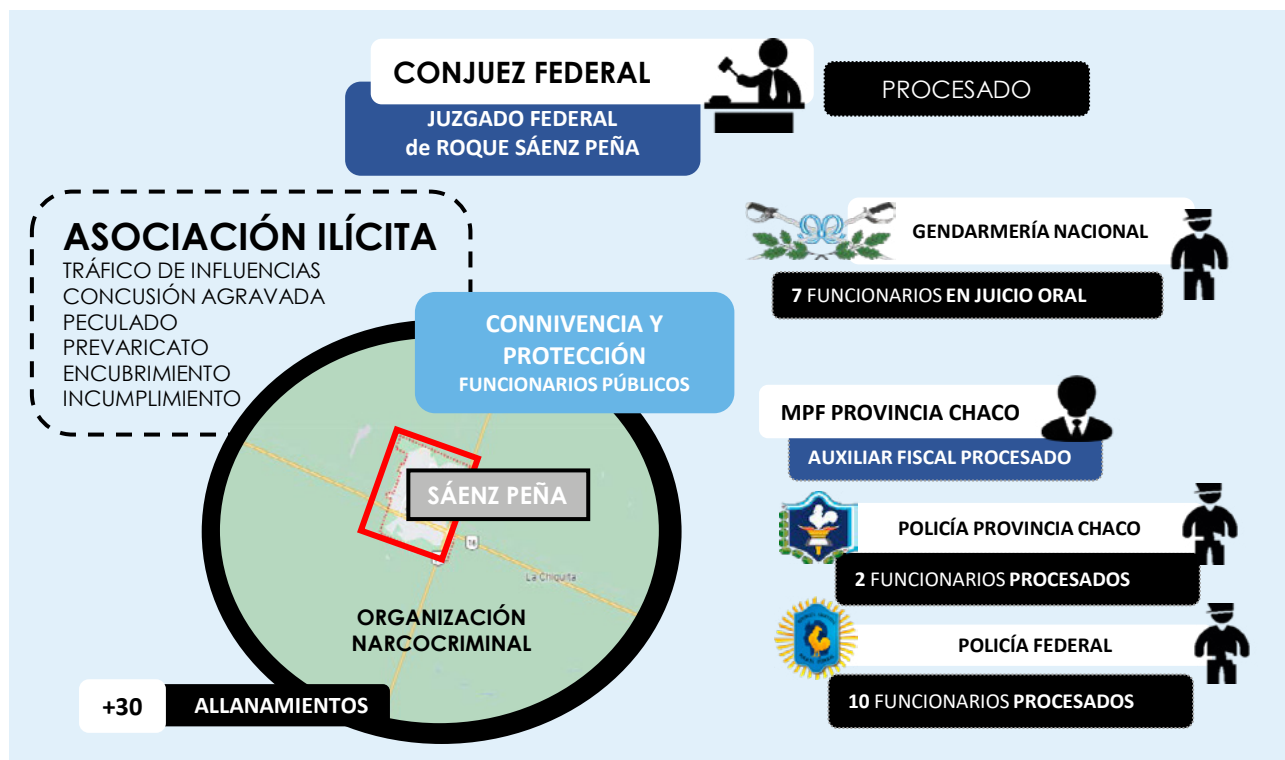 CONJUEZ FEDERAL
JUZGADO FEDERAL
de ROQUE SÁENZ PEÑA
PROCESADO
ASOCIACIÓN ILÍCITA
TRÁFICO DE INFLUENCIAS
CONCUSIÓN AGRAVADA
PECULADO
PREVARICATO
ENCUBRIMIENTO
INCUMPLIMIENTO
CONNIVENCIA Y
PROTECCIÓN
FUNCIONARIOS PÚBLICOS
SÁENZ PEÑA
16
La Chiquita
ORGANIZACIÓN
NARCOCRIMINAL
+30 ALLANAMIENTOS
GENDARMERÍA NACIONAL
7 FUNCIONARIOS EN JUICIO ORAL
MPF PROVINCIA CHACO
AUXILIAR FISCAL PROCESADO
POLICÍA PROVINCIA CHACO
2 FUNCIONARIOS PROCESADOS
POLICÍA FEDERAL
10 FUNCIONARIOS PROCESADOS